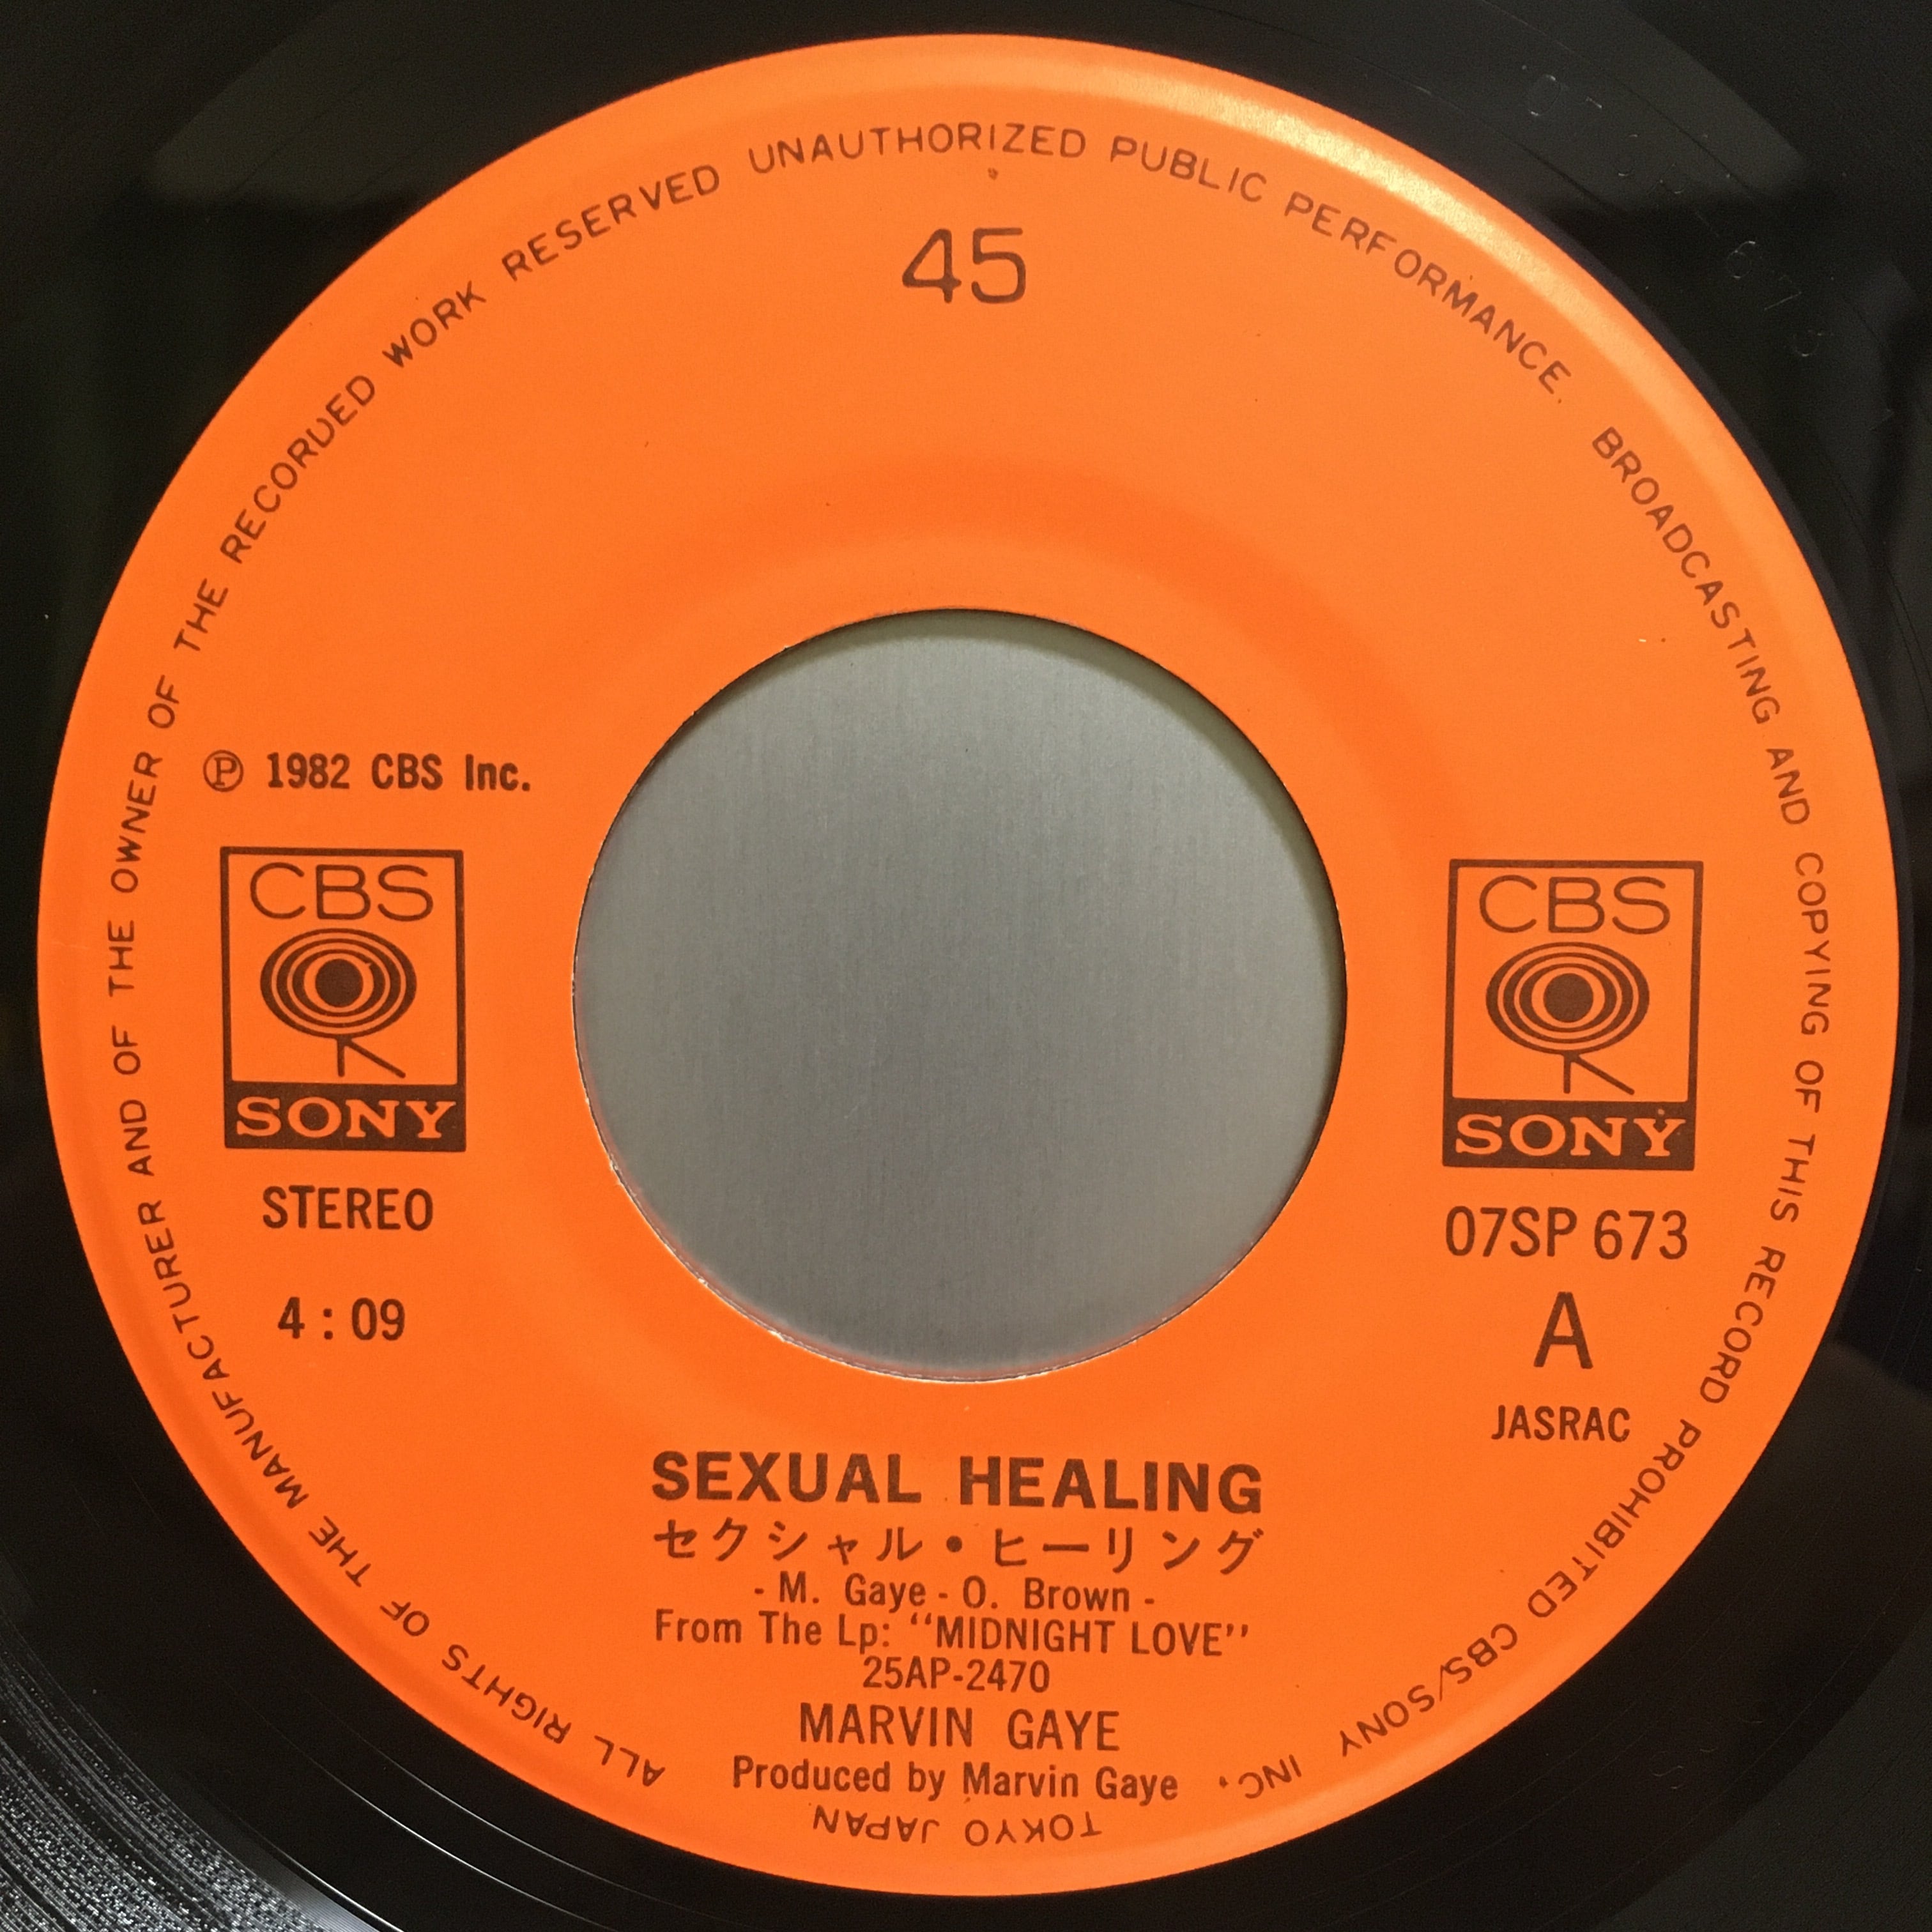 ALL RIGHTS OF THE MANUFACTURER AND OF THE OWNER OF THE RECORDED WORK RESERVED UNAUTHORIZED PUBLIC PERFORMANCE, BROADCASTING AND COPYING OF THIS RECORD PROHIBITED CBS/SONY INC.
TOKYO JAPAN
45
Ⓟ 1982 CBS Inc.
CBS
SONY
STEREO
4 : 09
CBS
SONY
07SP 673
A
JASRAC
SEXUAL HEALING
セクシャル・ヒーリング
- M. Gaye - O. Brown -
From The Lp: “MIDNIGHT LOVE”
25AP-2470
MARVIN GAYE
Produced by Marvin Gaye